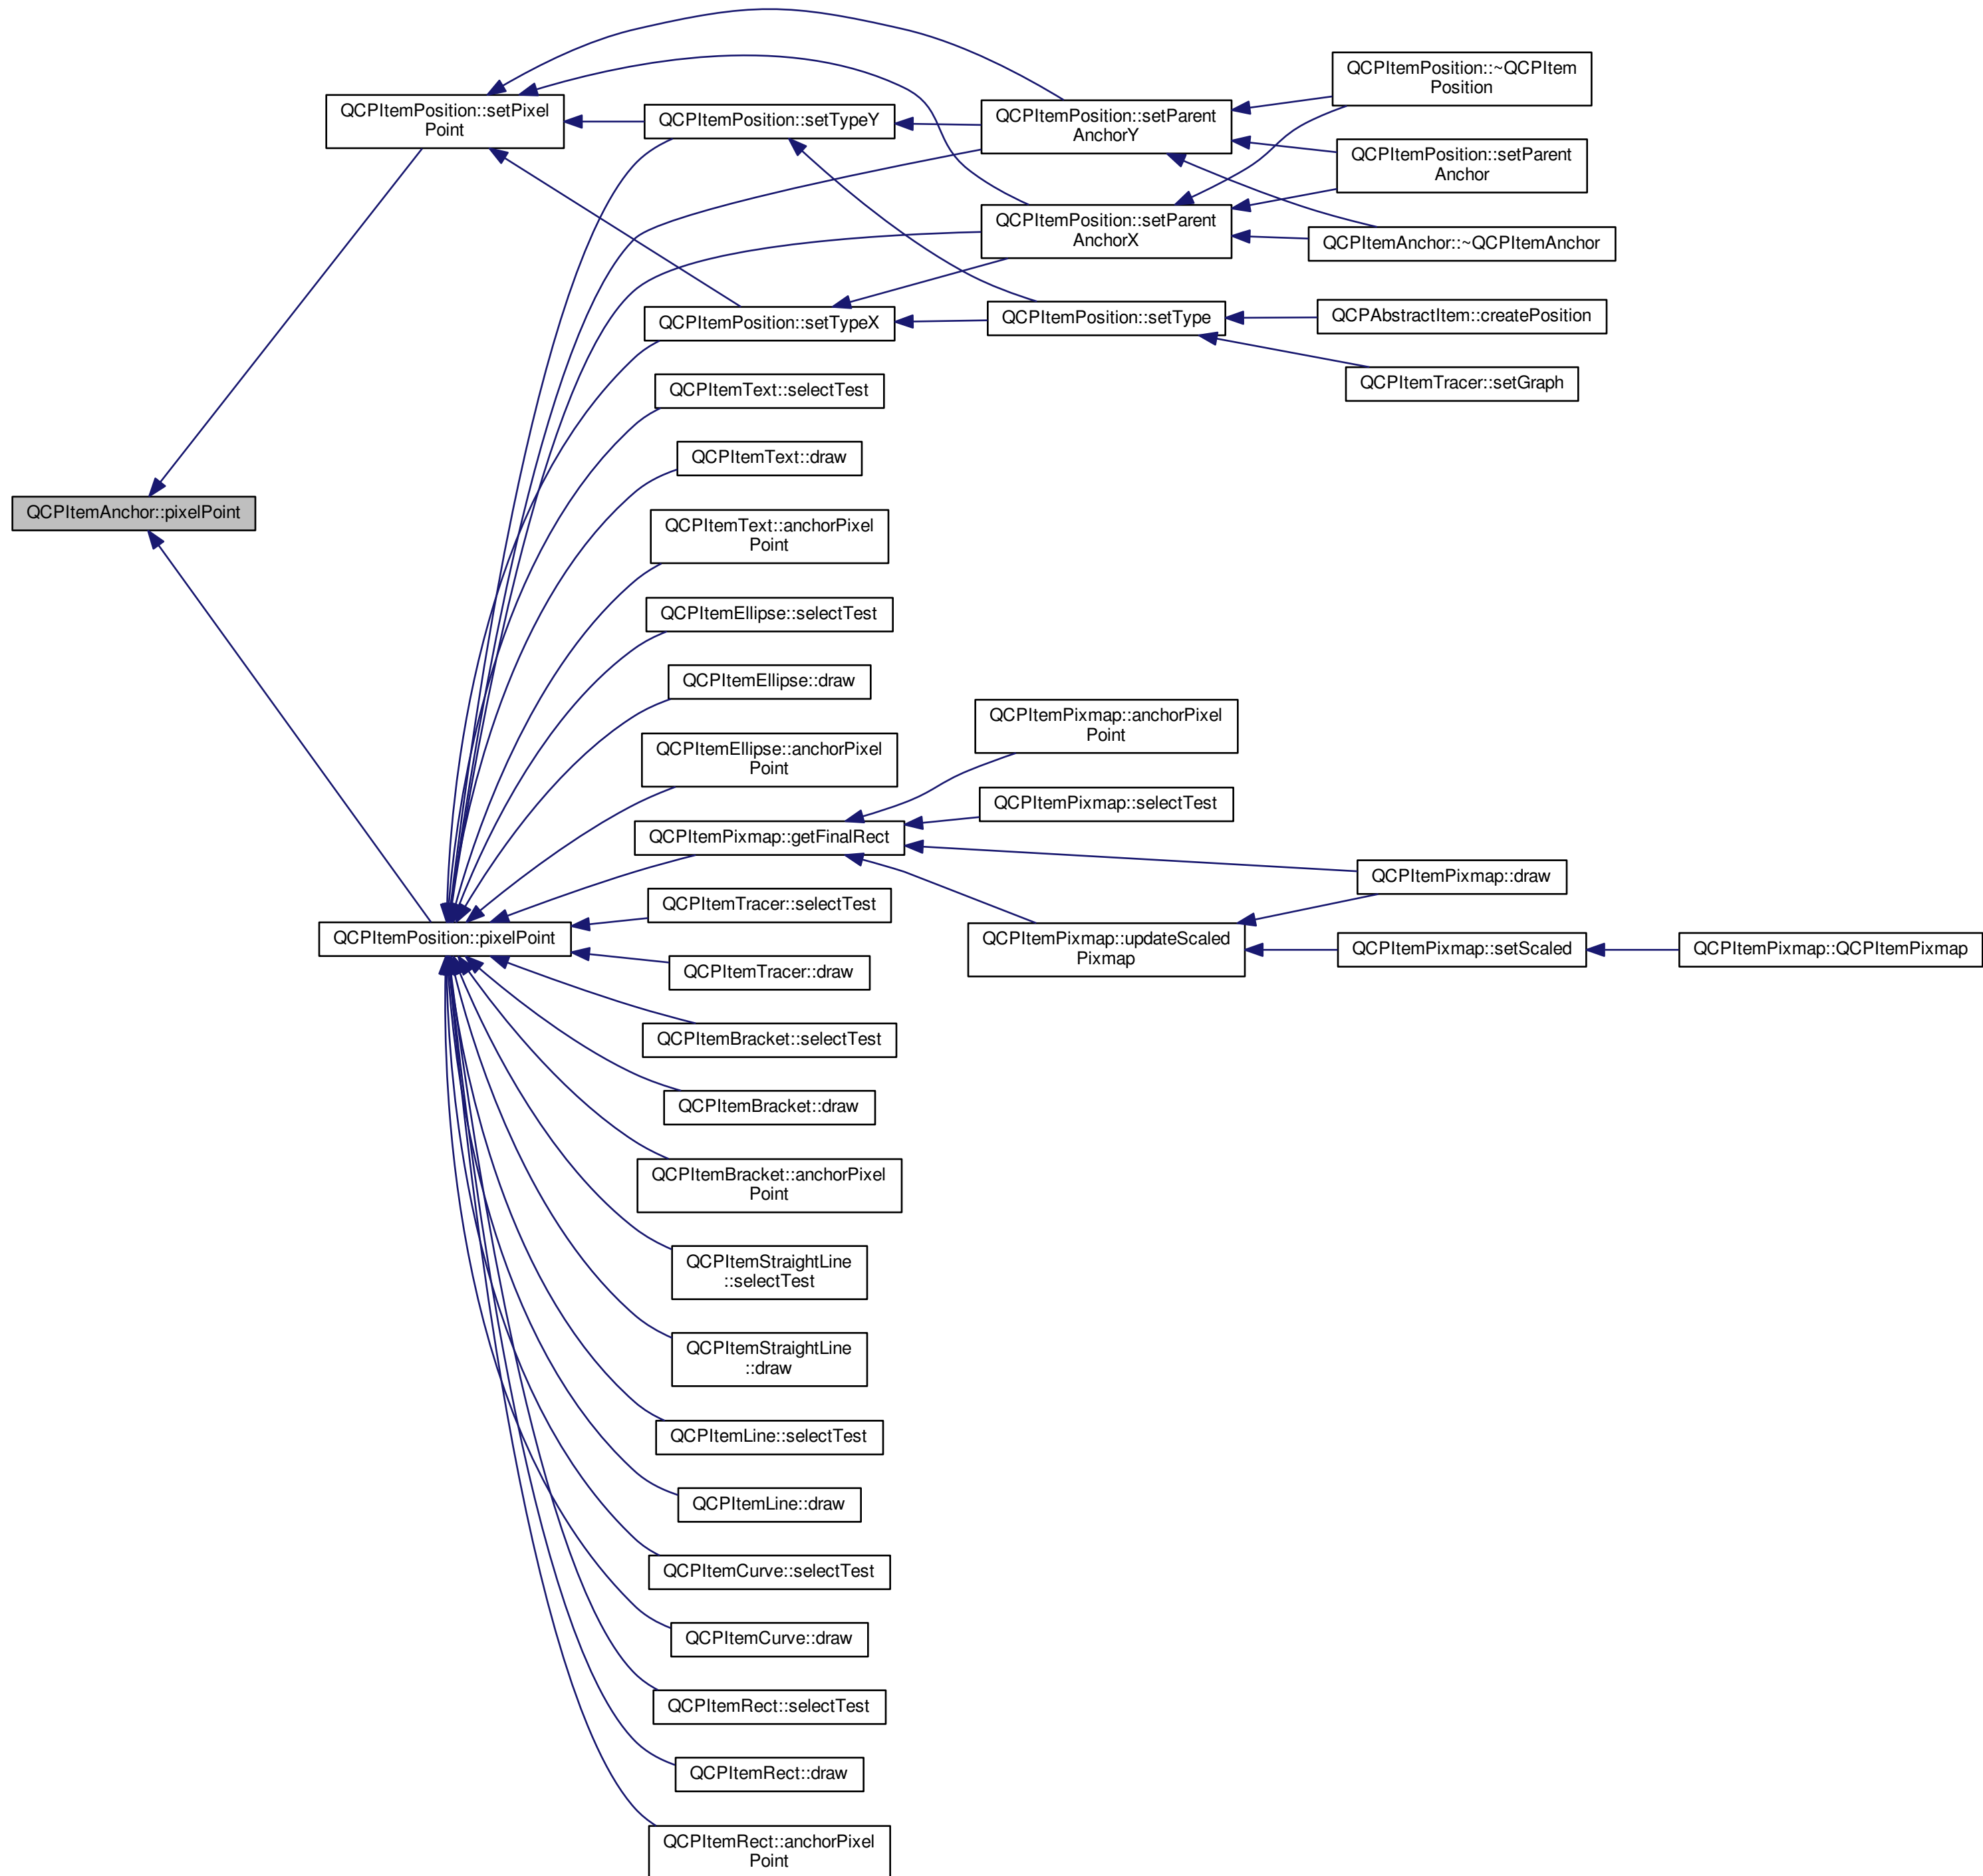 QCPItemAnchor::pixelPoint
QCPItemPosition::setPixel
Point
QCPItemPosition::pixelPoint
QCPItemPosition::setTypeY
QCPItemPosition::setTypeX
QCPItemText::selectTest
QCPItemText::draw
QCPItemText::anchorPixel
Point
QCPItemEllipse::selectTest
QCPItemEllipse::draw
QCPItemEllipse::anchorPixel
Point
QCPItemPixmap::getFinalRect
QCPItemTracer::selectTest
QCPItemTracer::draw
QCPItemBracket::selectTest
QCPItemBracket::draw
QCPItemBracket::anchorPixel
Point
QCPItemStraightLine
::selectTest
QCPItemStraightLine
::draw
QCPItemLine::selectTest
QCPItemLine::draw
QCPItemCurve::selectTest
QCPItemCurve::draw
QCPItemRect::selectTest
QCPItemRect::draw
QCPItemRect::anchorPixel
Point
QCPItemPosition::setParent
AnchorY
QCPItemPosition::setParent
AnchorX
QCPItemPosition::setType
QCPItemPixmap::anchorPixel
Point
QCPItemPixmap::selectTest
QCPItemPixmap::updateScaled
Pixmap
QCPItemPosition::~QCPItem
Position
QCPItemPosition::setParent
Anchor
QCPItemAnchor::~QCPItemAnchor
QCPAbstractItem::createPosition
QCPItemTracer::setGraph
QCPItemPixmap::draw
QCPItemPixmap::setScaled
QCPItemPixmap::QCPItemPixmap